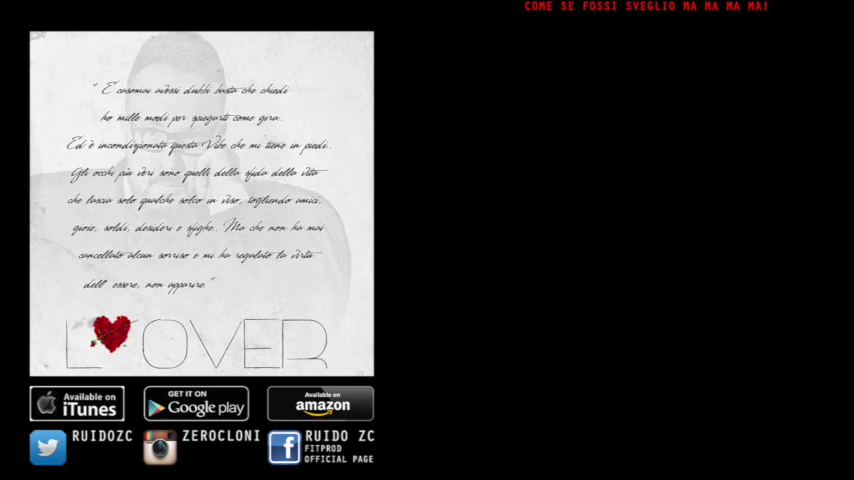 COME SE FOSSI SVEGLIO MA MA MA MA!
" E casomai avessi dubbi basta che chiedi
ho mille modi per spiegarti come gira..
Ed è incondizionata questa Vibe che mi tiene in piedi..
Gli occhi più veri sono quelli della sfida della vita
che lascia solo qualche solco in viso, togliendo amici,
gioie, soldi, desideri e sfighe.. Ma che non ha mai
cancellato alcun sorriso e mi ha regalato la virtù
dell' essere, non apparire."
L OVER
Available on
iTunes
GET IT ON
Google play
Available on
amazon
RUIDOZC
ZEROCLONI
RUIDO ZC
FITPROD
OFFICIAL PAGE